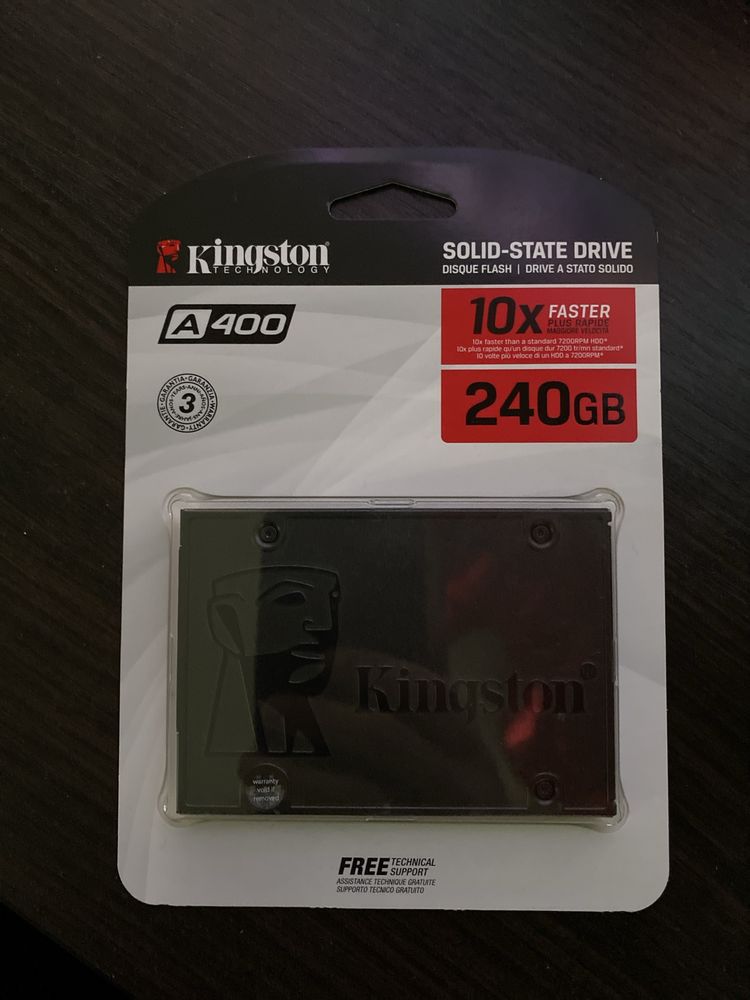 Kingston
TECHNOLOGY
SOLID-STATE DRIVE
DISQUE FLASH | DRIVE A STATO SOLIDO
A400
10x FASTER
PLUS RAPIDE
MAGGIORE VELOCITÀ
10x faster than a standard 7200RPM HDD*
10x plus rapide qu'un disque dur 7200 tr/mn standard*
10 volte più veloce di un HDD a 7200RPM*
3
240GB
Kingston®
warranty
void if
removed
FREE TECHNICAL
SUPPORT
ASSISTANCE TECHNIQUE GRATUITE
SUPPORTO TECNICO GRATUITO